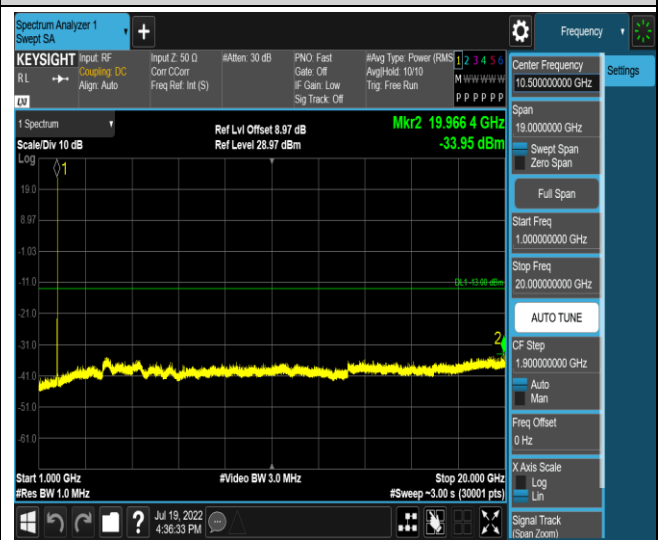 Spectrum Analyzer 1
Swept SA
Frequency
KEYSIGHT
RL
LXI
Input: RF
Coupling: DC
Align: Auto
Input Z: 50 Ω
Corr CCorr
Freq Ref: Int (S)
#Atten: 30 dB
PNO: Fast
Gate: Off
IF Gain: Low
Sig Track: Off
#Avg Type: Power (RMS
Avg|Hold: 10/10
Trig: Free Run
1 2 3 4 5 6
M W W W W W
P P P P P P
1 Spectrum
Scale/Div 10 dB
Ref Lvl Offset 8.97 dB
Ref Level 28.97 dBm
Mkr2 19.966 4 GHz
-33.95 dBm
Log
1
19.0
8.97
-1.03
-11.0
DL1 -13.00 dBm
-21.0
-31.0
2
-41.0
-51.0
-61.0
Start 1.000 GHz
#Res BW 1.0 MHz
#Video BW 3.0 MHz
Stop 20.000 GHz
#Sweep ~3.00 s (30001 pts)
Jul 19, 2022
4:36:33 PM
Center Frequency
10.500000000 GHz
Settings
Span
19.0000000 GHz
Swept Span
Zero Span
Full Span
Start Freq
1.000000000 GHz
Stop Freq
20.000000000 GHz
AUTO TUNE
CF Step
1.900000000 GHz
Auto
Man
Freq Offset
0 Hz
X Axis Scale
Log
Lin
Signal Track
(Span Zoom)